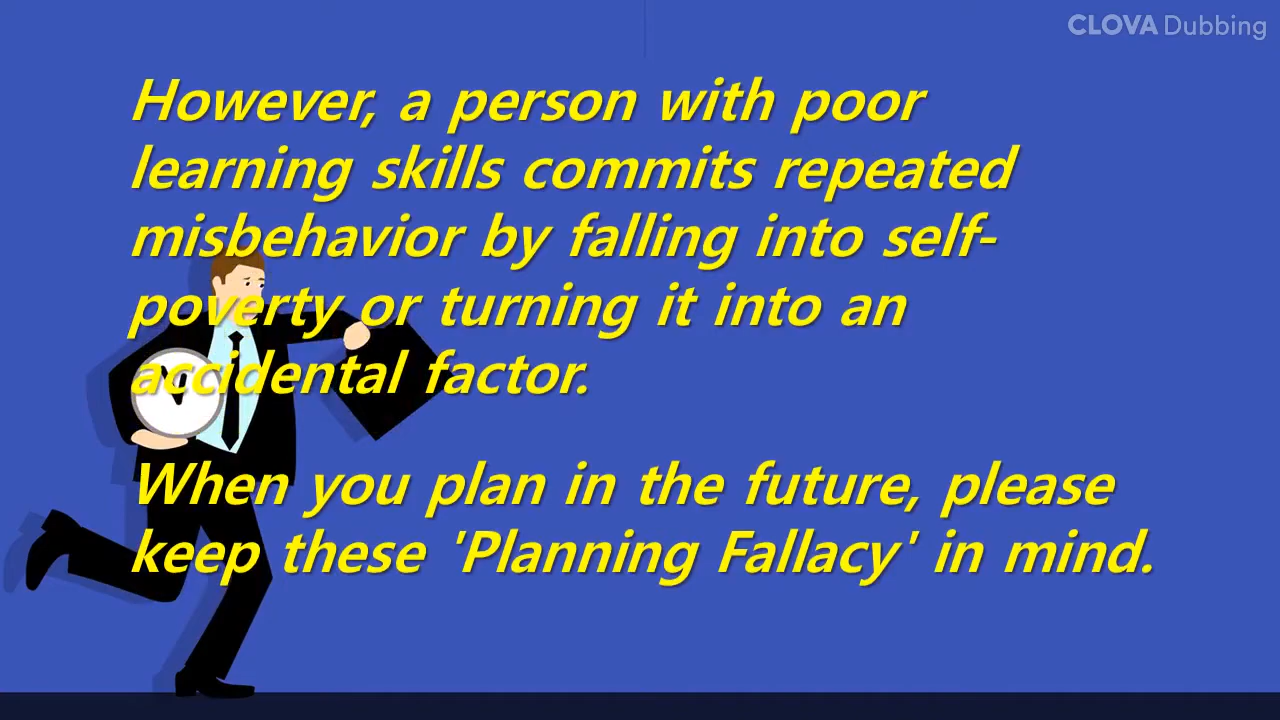 CLOVA Dubbing
However, a person with poor
learning skills commits repeated
misbehavior by falling into self-
poverty or turning it into an
accidental factor.
When you plan in the future, please
keep these 'Planning Fallacy' in mind.